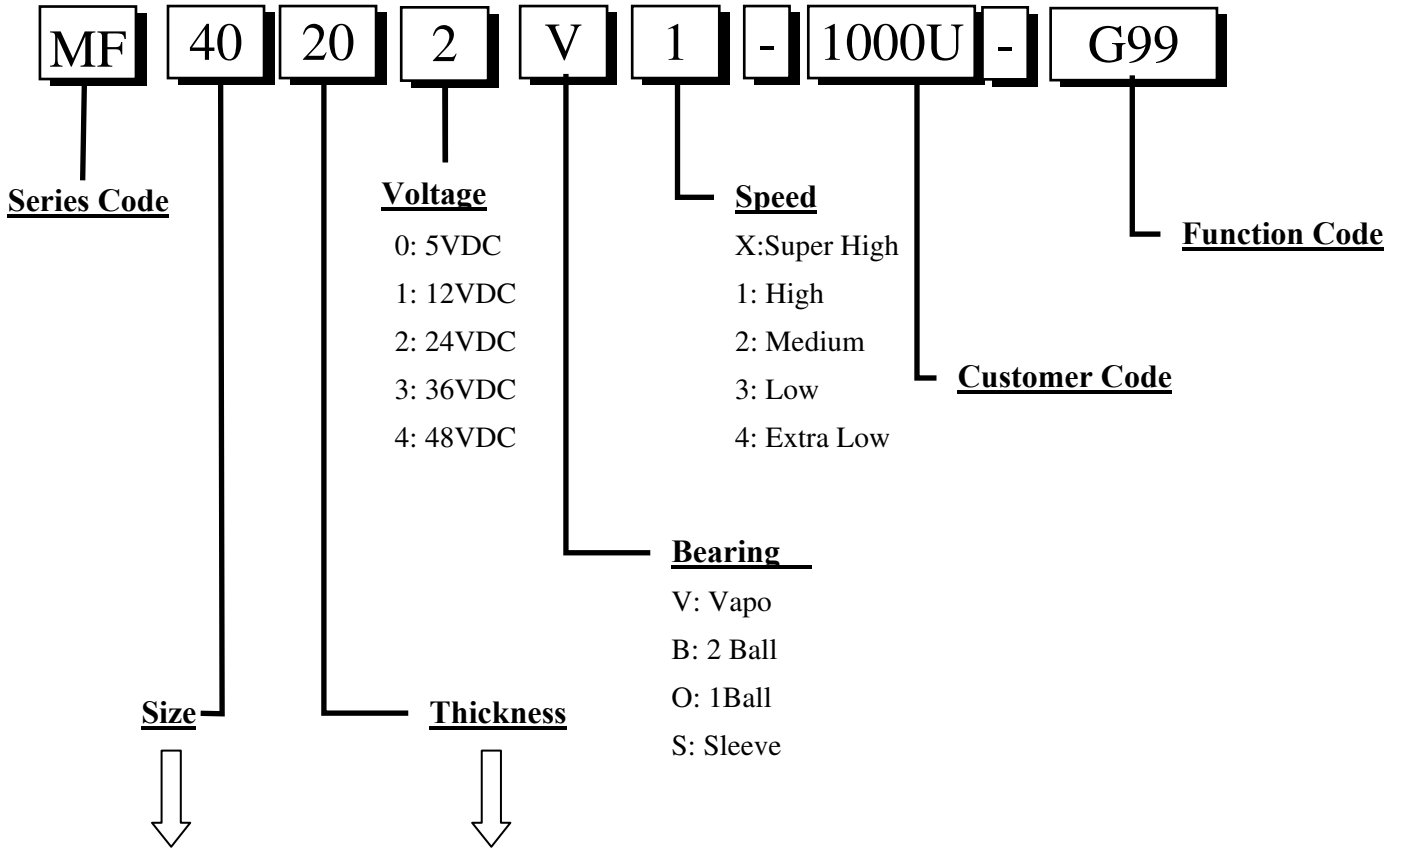 MF 40 20 2 V 1 - 1000U - G99
Series Code
Voltage
0: 5VDC
1: 12VDC
2: 24VDC
3: 36VDC
4: 48VDC
Speed
X:Super High
1: High
2: Medium
3: Low
4: Extra Low
Function Code
Customer Code
Bearing
V: Vapo
B: 2 Ball
O: 1Ball
S: Sleeve
Size
Thickness